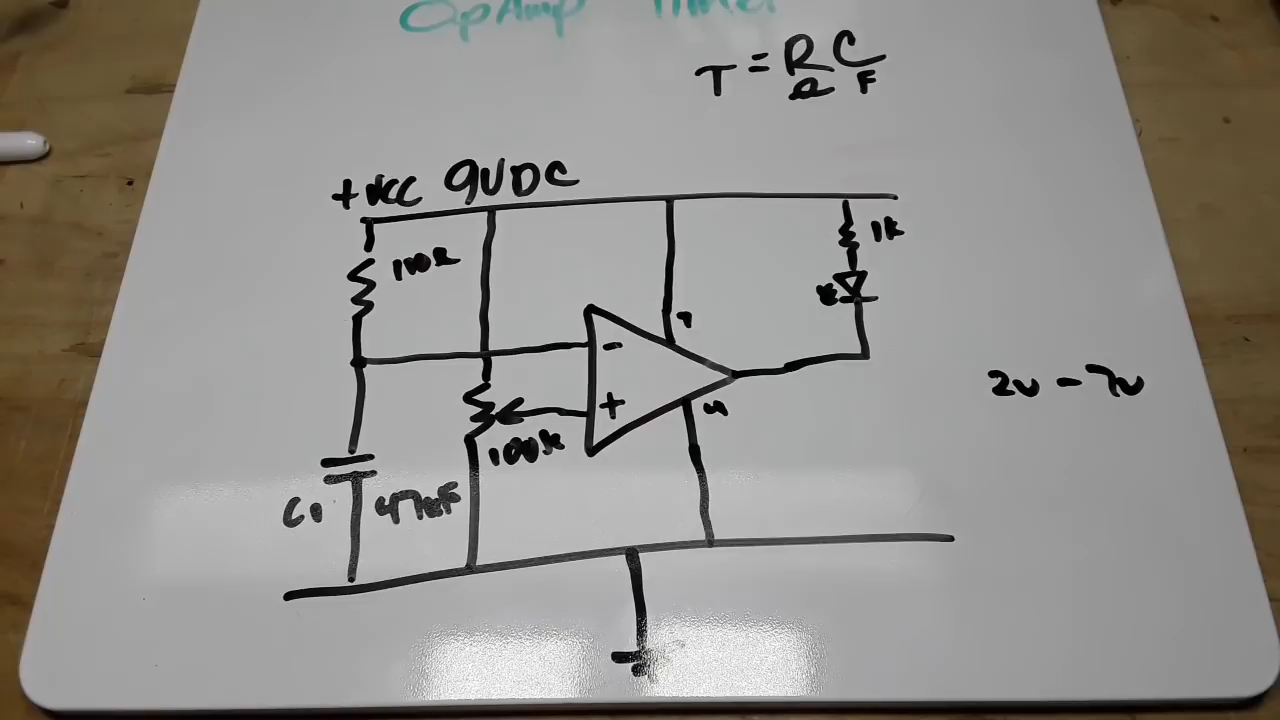 OpAmp Timer
T = R C
Ω F
+VCC 9VDC
100k
1k
-
7
+
4
100k
2v - 7v
C1 47uF